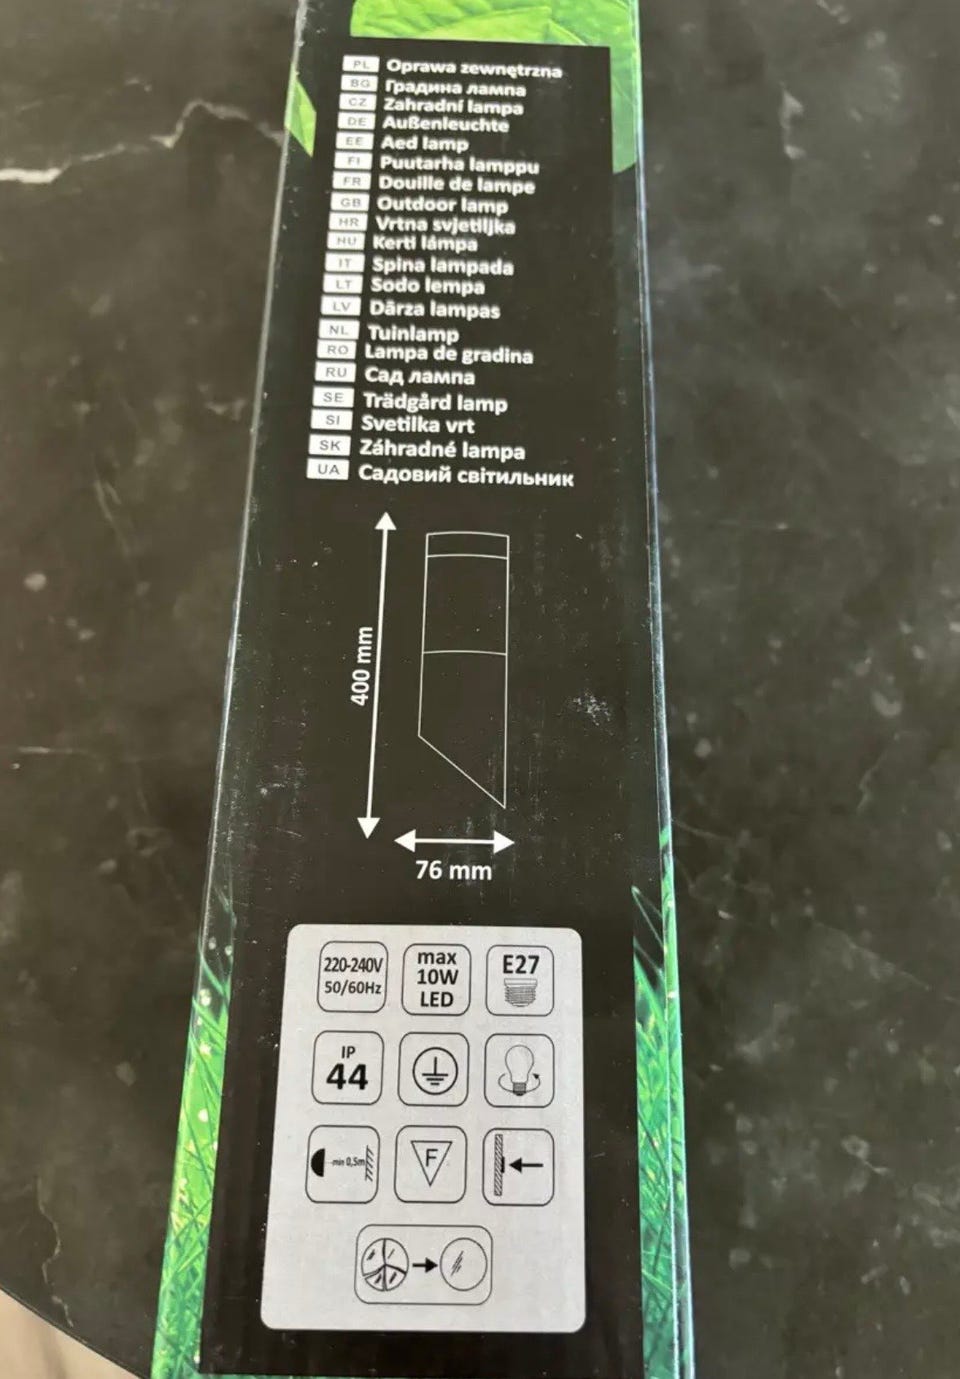 PL Oprawa zewnętrzna
BG Градина лампа
CZ Zahradní lampa
DE Außenleuchte
EE Aed lamp
FI Puutarha lamppu
FR Douille de lampe
GB Outdoor lamp
HR Vrtna svjetiljka
HU Kerti lámpa
IT Spina lampada
LT Sodo lempa
LV Dārza lampas
NL Tuinlamp
RO Lampa de gradina
RU Сад лампа
SE Trädgård lamp
SI Svetilka vrt
SK Záhradné lampa
UA Садовий світильник
400 mm
76 mm
220-240V
50/60Hz
max
10W
LED
E27
IP
44
min 0,5m
F